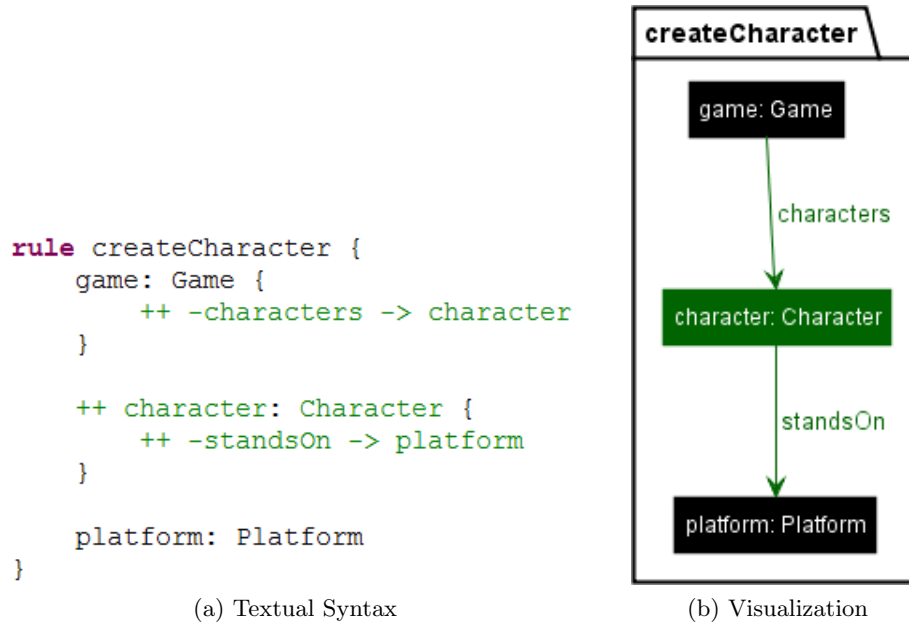 rule createCharacter {
    game: Game {
        ++ -characters -> character
    }

    ++ character: Character {
        ++ -standsOn -> platform
    }

    platform: Platform
}
(a) Textual Syntax
createCharacter
game: Game
characters
character: Character
standsOn
platform: Platform
(b) Visualization